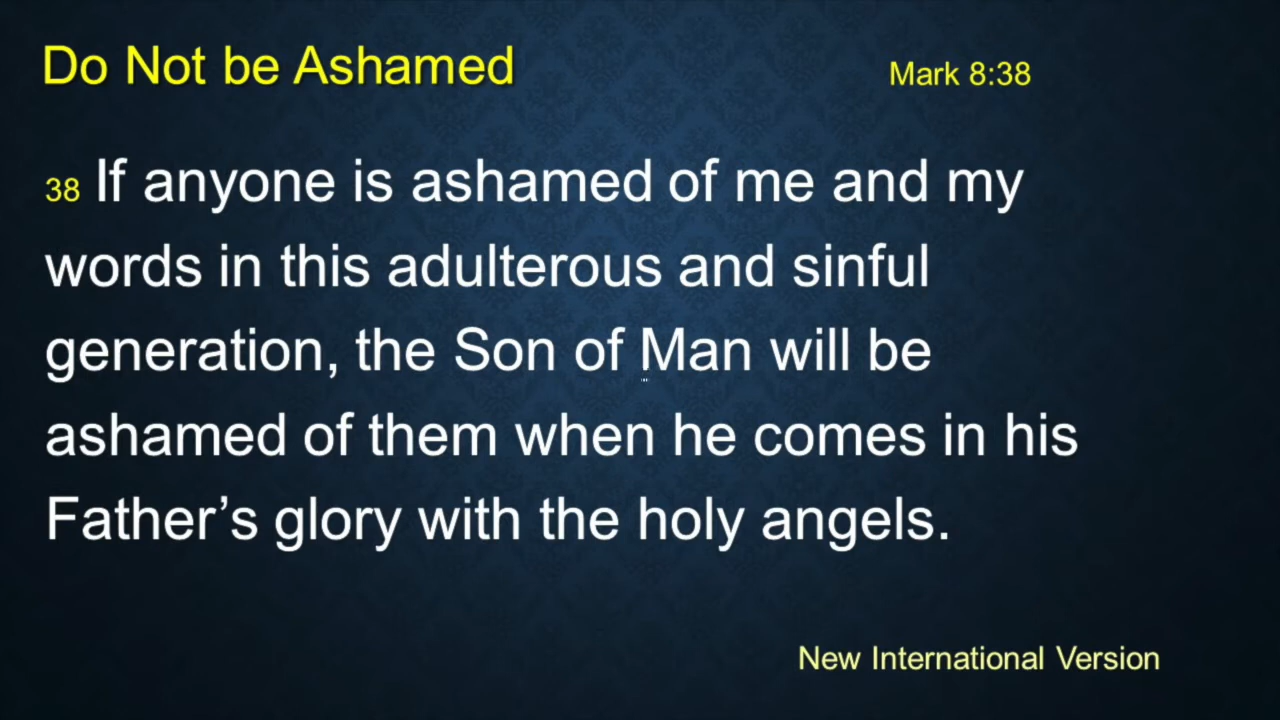 Do Not be Ashamed
Mark 8:38
38 If anyone is ashamed of me and my
words in this adulterous and sinful
generation, the Son of Man will be
ashamed of them when he comes in his
Father’s glory with the holy angels.
New International Version